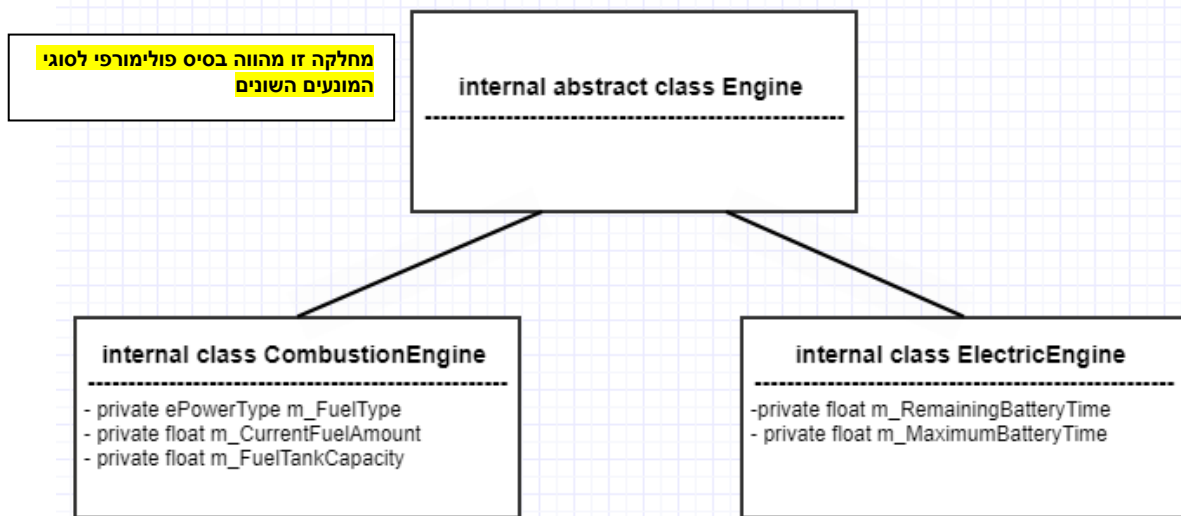 מחלקה זו מהווה בסיס פולימורפי לסוגי
המונעים השונים
internal abstract class Engine
internal class CombustionEngine
- private ePowerType m_FuelType
- private float m_CurrentFuelAmount
- private float m_FuelTankCapacity
internal class ElectricEngine
-private float m_RemainingBatteryTime
- private float m_MaximumBatteryTime